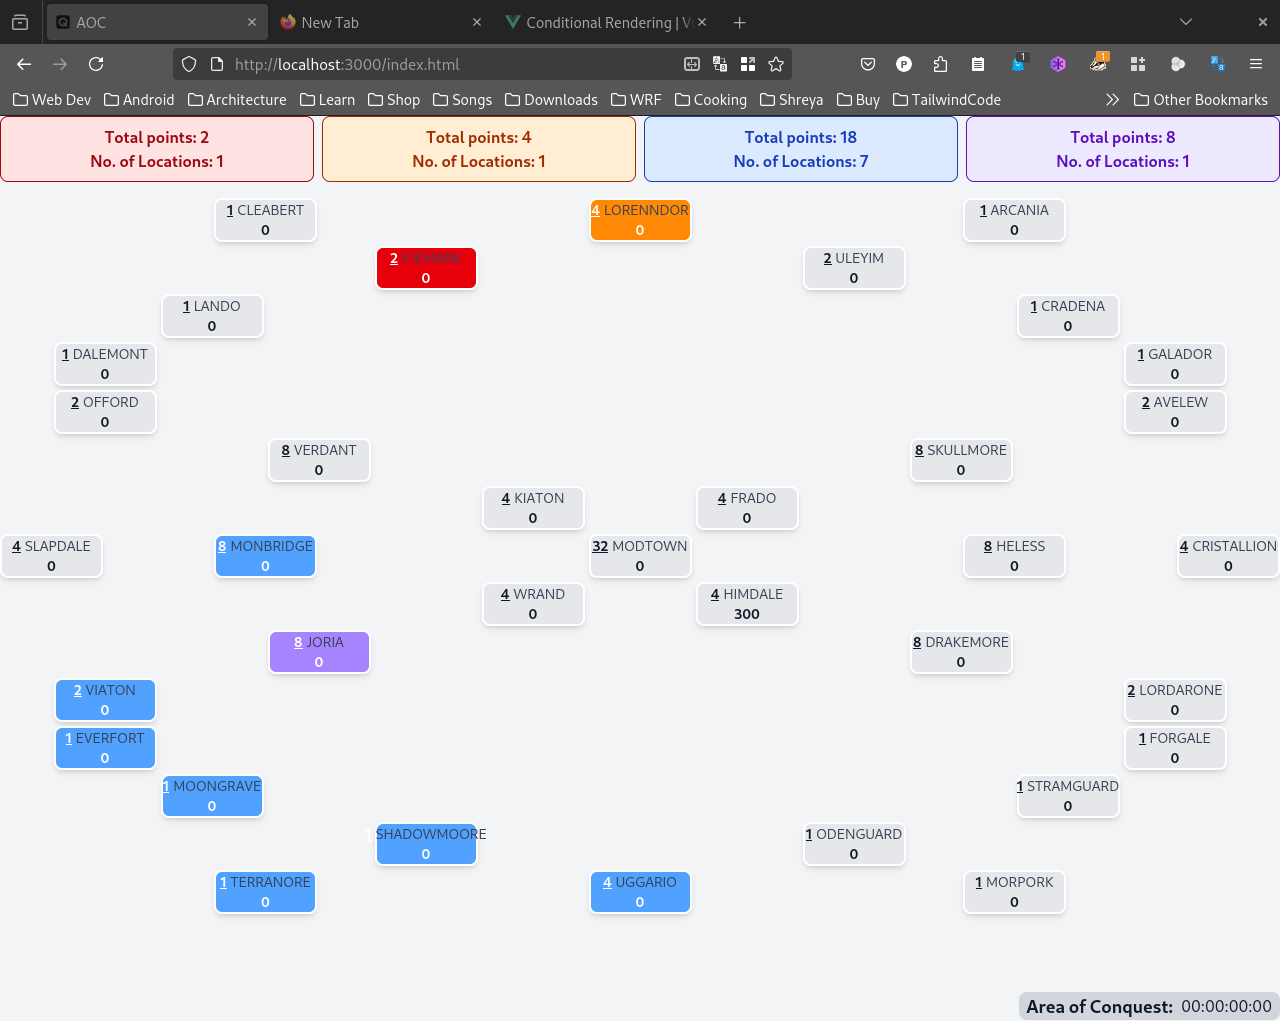 AOC
New Tab
Conditional Rendering | V
http://localhost:3000/index.html
1
1
Web Dev Android Architecture Learn Shop Songs Downloads WRF Cooking Shreya Buy TailwindCode Other Bookmarks
Total points: 2
No. of Locations: 1
Total points: 4
No. of Locations: 1
Total points: 18
No. of Locations: 7
Total points: 8
No. of Locations: 1
1 CLEABERT
0
4 LORENNDOR
0
1 ARCANIA
0
2
0
2 ULEYIM
0
1 LANDO
0
1 CRADENA
0
1 DALEMONT
0
1 GALADOR
0
2 OFFORD
0
2 AVELEW
0
8 VERDANT
0
8 SKULLMORE
0
4 KIATON
0
4 FRADO
0
4 SLAPDALE
0
8 MONBRIDGE
0
32 MODTOWN
0
8 HELESS
0
4 CRISTALLION
0
4 WRAND
0
4 HIMDALE
300
8 JORIA
0
8 DRAKEMORE
0
2 VIATON
0
2 LORDARONE
0
1 EVERFORT
0
1 FORGALE
0
1 MOONGRAVE
0
1 STRAMGUARD
0
1 SHADOWMOORE
0
1 ODENGUARD
0
1 TERRANORE
0
4 UGGARIO
0
1 MORPORK
0
Area of Conquest: 00:00:00:00